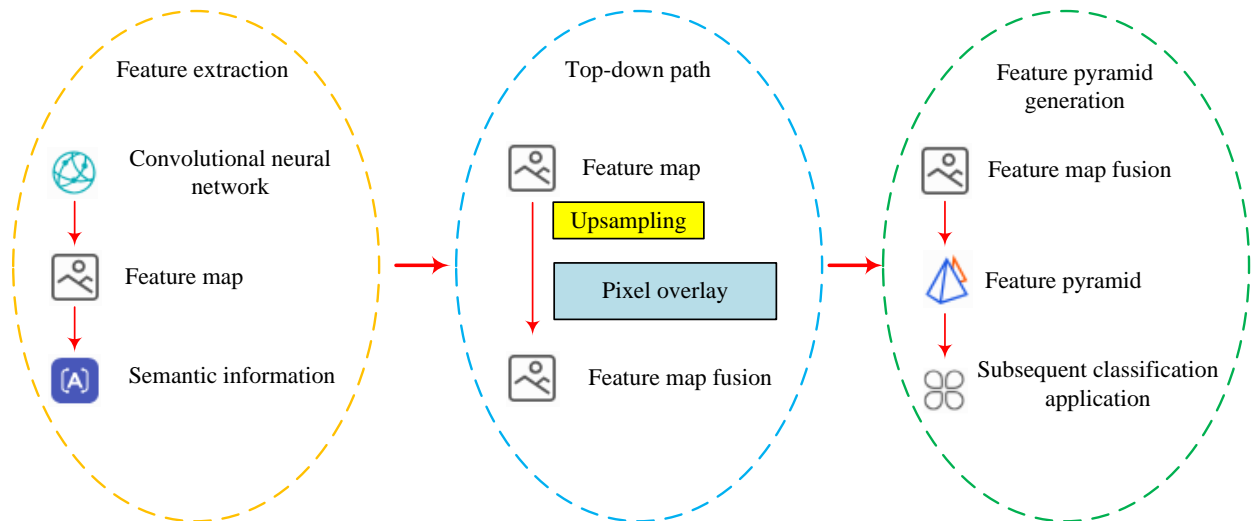 Feature extraction
Convolutional neural
network
Feature map
Semantic information
Top-down path
Feature map
Upsampling
Pixel overlay
Feature map fusion
Feature pyramid
generation
Feature map fusion
Feature pyramid
Subsequent classification
application